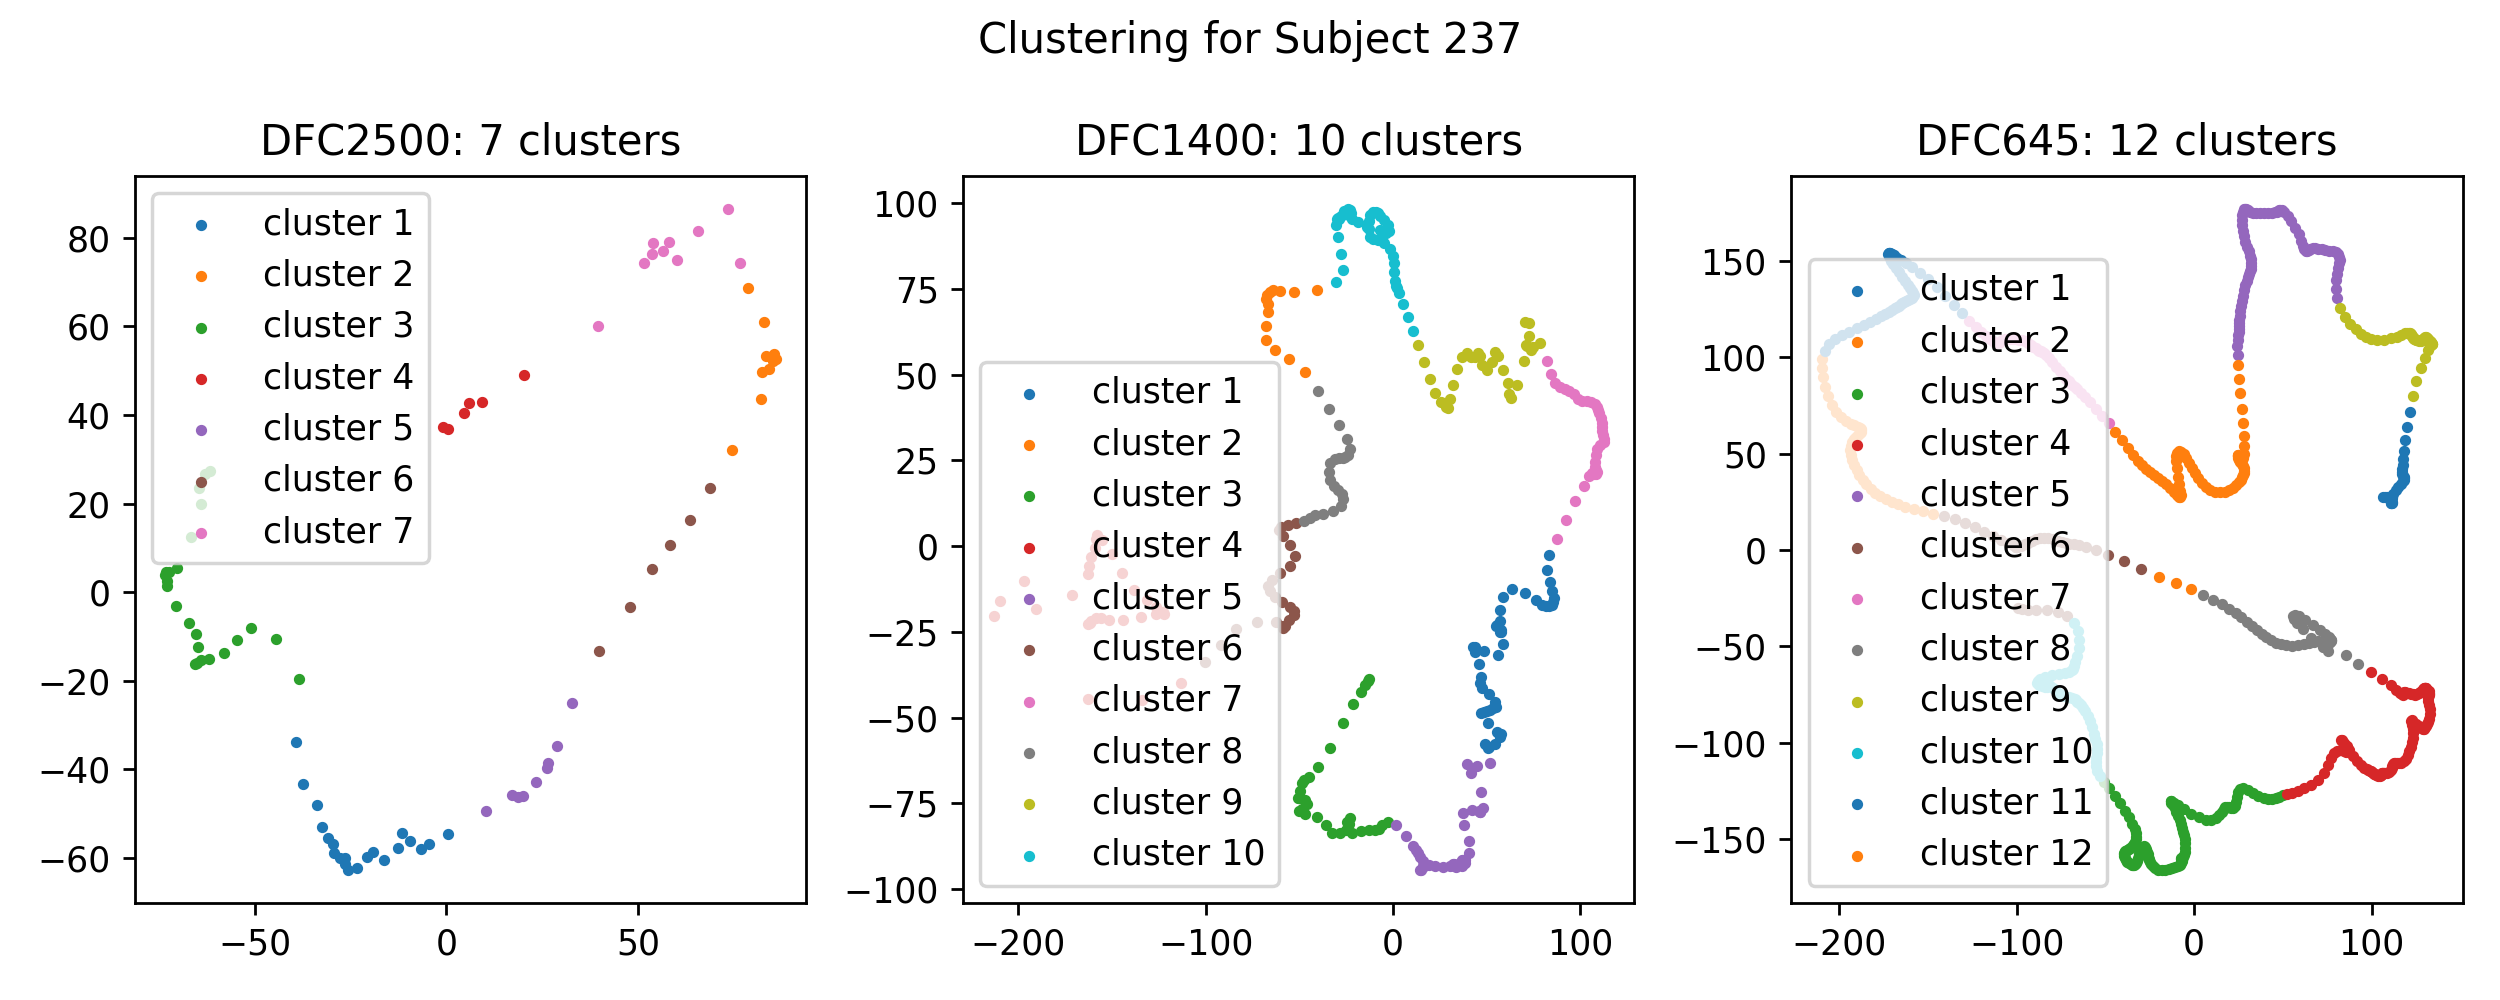 Clustering for Subject 237
DFC2500: 7 clusters
80
60
40
20
0
−20
−40
−60
−50
0
50
cluster 1
cluster 2
cluster 3
cluster 4
cluster 5
cluster 6
cluster 7
DFC1400: 10 clusters
100
75
50
25
0
−25
−50
−75
−100
−200
−100
0
100
cluster 1
cluster 2
cluster 3
cluster 4
cluster 5
cluster 6
cluster 7
cluster 8
cluster 9
cluster 10
DFC645: 12 clusters
150
100
50
0
−50
−100
−150
−200
−100
0
100
cluster 1
cluster 2
cluster 3
cluster 4
cluster 5
cluster 6
cluster 7
cluster 8
cluster 9
cluster 10
cluster 11
cluster 12